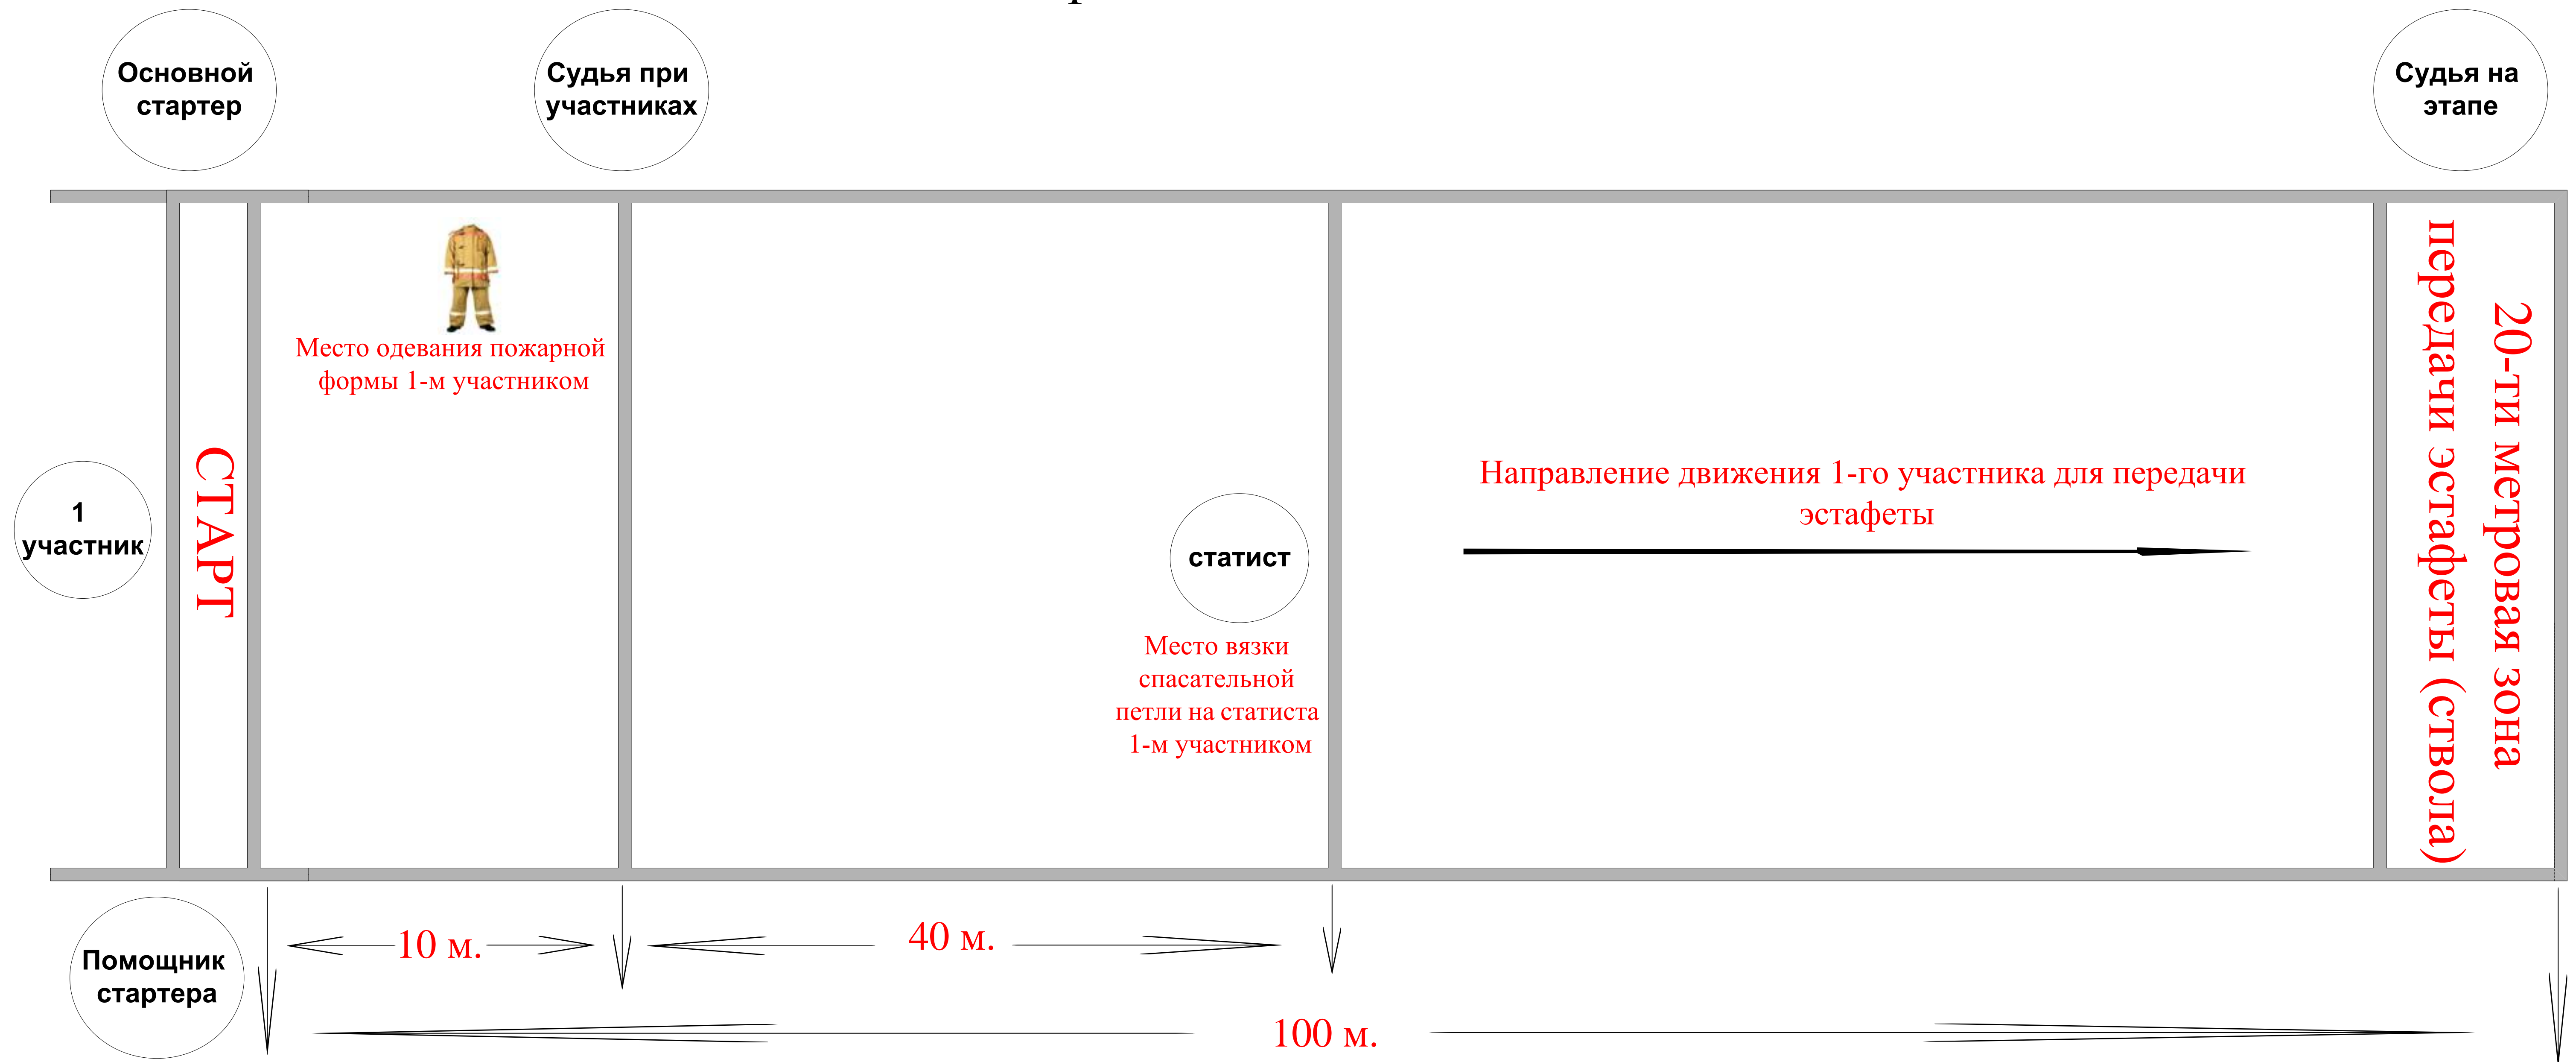 Основной
стартер
Судья при
участниках
Судья на
этапе
Место одевания пожарной
формы 1-м участником
1
участник
СТАРТ
статист
Место вязки
спасательной
петли на статиста
1-м участником
Направление движения 1-го участника для передачи
эстафеты
20-ти метровая зона
передачи эстафеты (ствола)
Помощник
стартера
10 м.
40 м.
100 м.